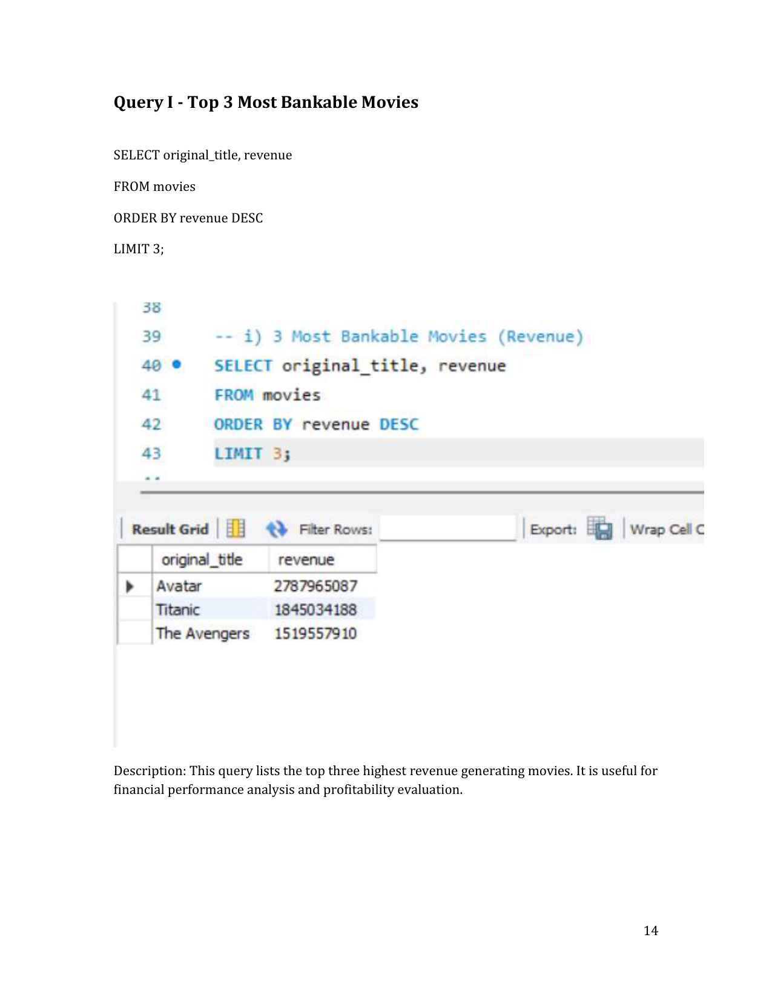 Query I - Top 3 Most Bankable Movies
SELECT original_title, revenue
FROM movies
ORDER BY revenue DESC
LIMIT 3;
38
39 -- i) 3 Most Bankable Movies (Revenue)
40 SELECT original_title, revenue
41 FROM movies
42 ORDER BY revenue DESC
43 LIMIT 3;
Result Grid Filter Rows: Export: Wrap Cell C
original_title revenue
Avatar 2787965087
Titanic 1845034188
The Avengers 1519557910
Description: This query lists the top three highest revenue generating movies. It is useful for
financial performance analysis and profitability evaluation.
14